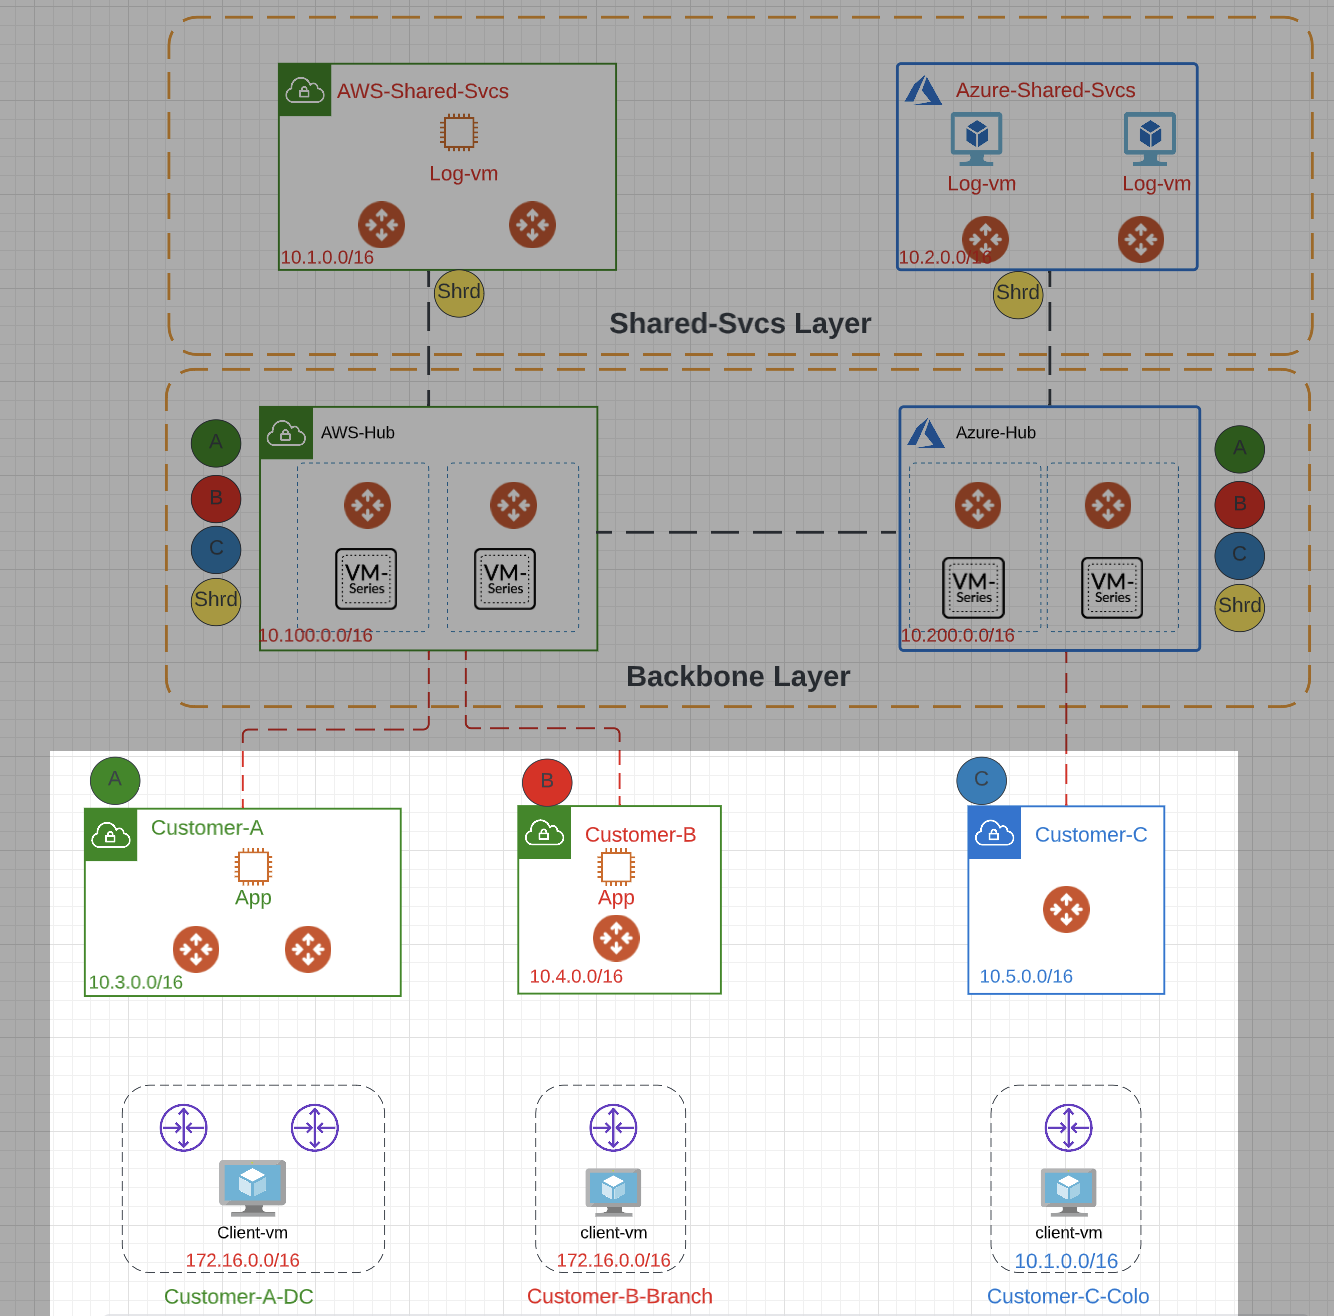 AWS-Shared-Svcs
Log-vm
10.1.0.0/16
Shrd
Azure-Shared-Svcs
Log-vm
Log-vm
10.2.0.0/16
Shrd
Shared-Svcs Layer
A
B
C
Shrd
AWS-Hub
VM-
Series
VM-
Series
10.100.0.0/16
Azure-Hub
VM-
Series
VM-
Series
10.200.0.0/16
A
B
C
Shrd
Backbone Layer
A
Customer-A
App
10.3.0.0/16
B
Customer-B
App
10.4.0.0/16
C
Customer-C
10.5.0.0/16
Client-vm
172.16.0.0/16
Customer-A-DC
client-vm
172.16.0.0/16
Customer-B-Branch
client-vm
10.1.0.0/16
Customer-C-Colo